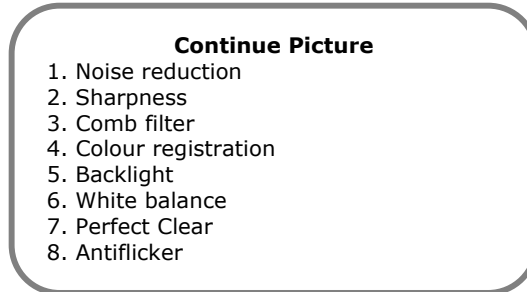 Continue Picture
1. Noise reduction
2. Sharpness
3. Comb filter
4. Colour registration
5. Backlight
6. White balance
7. Perfect Clear
8. Antiflicker